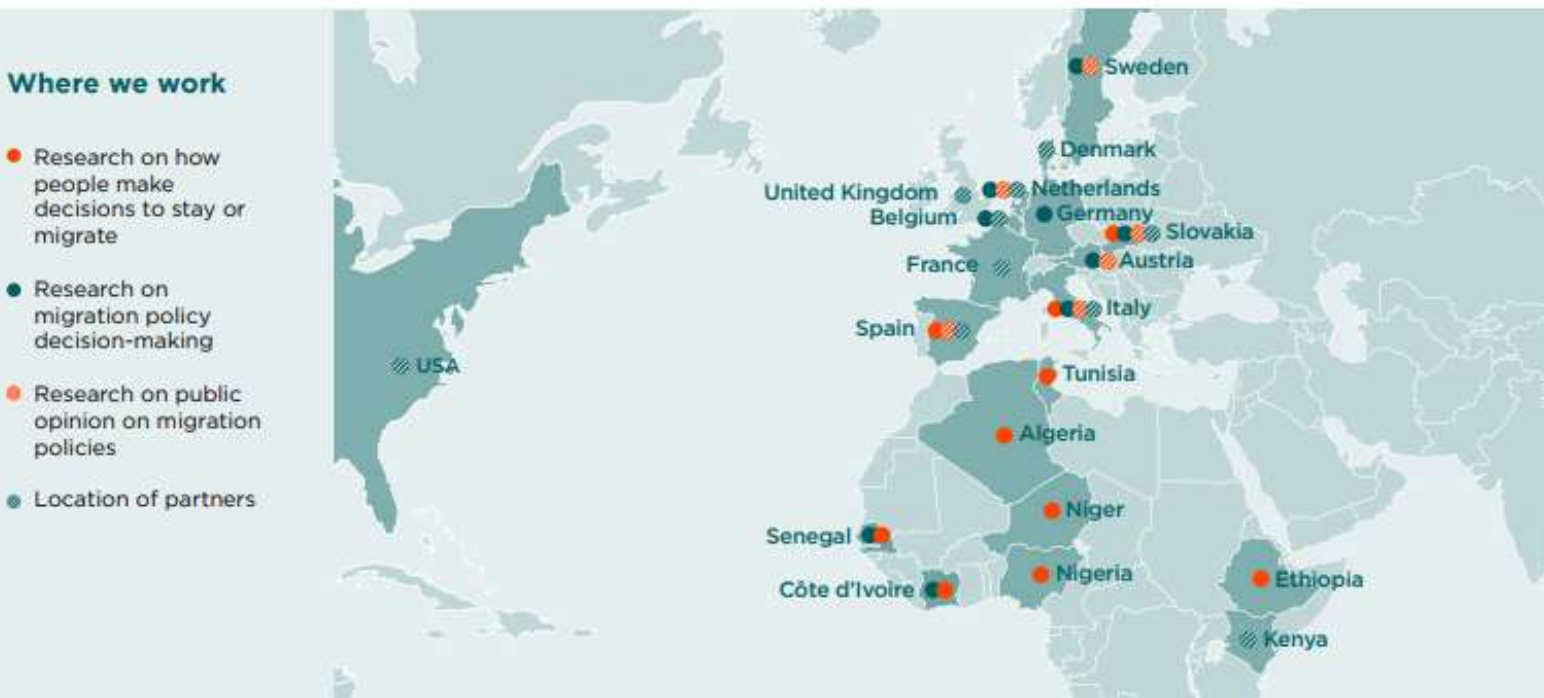 Where we work
Research on how
people make
decisions to stay or
migrate
Research on
migration policy
decision-making
Research on public
opinion on migration
policies
Location of partners
Sweden
Denmark
United Kingdom
Netherlands
Belgium
Germany
Slovakia
France
Austria
Italy
Spain
USA
Tunisia
Algeria
Niger
Senegal
Nigeria
Ethiopia
Côte d'Ivoire
Kenya